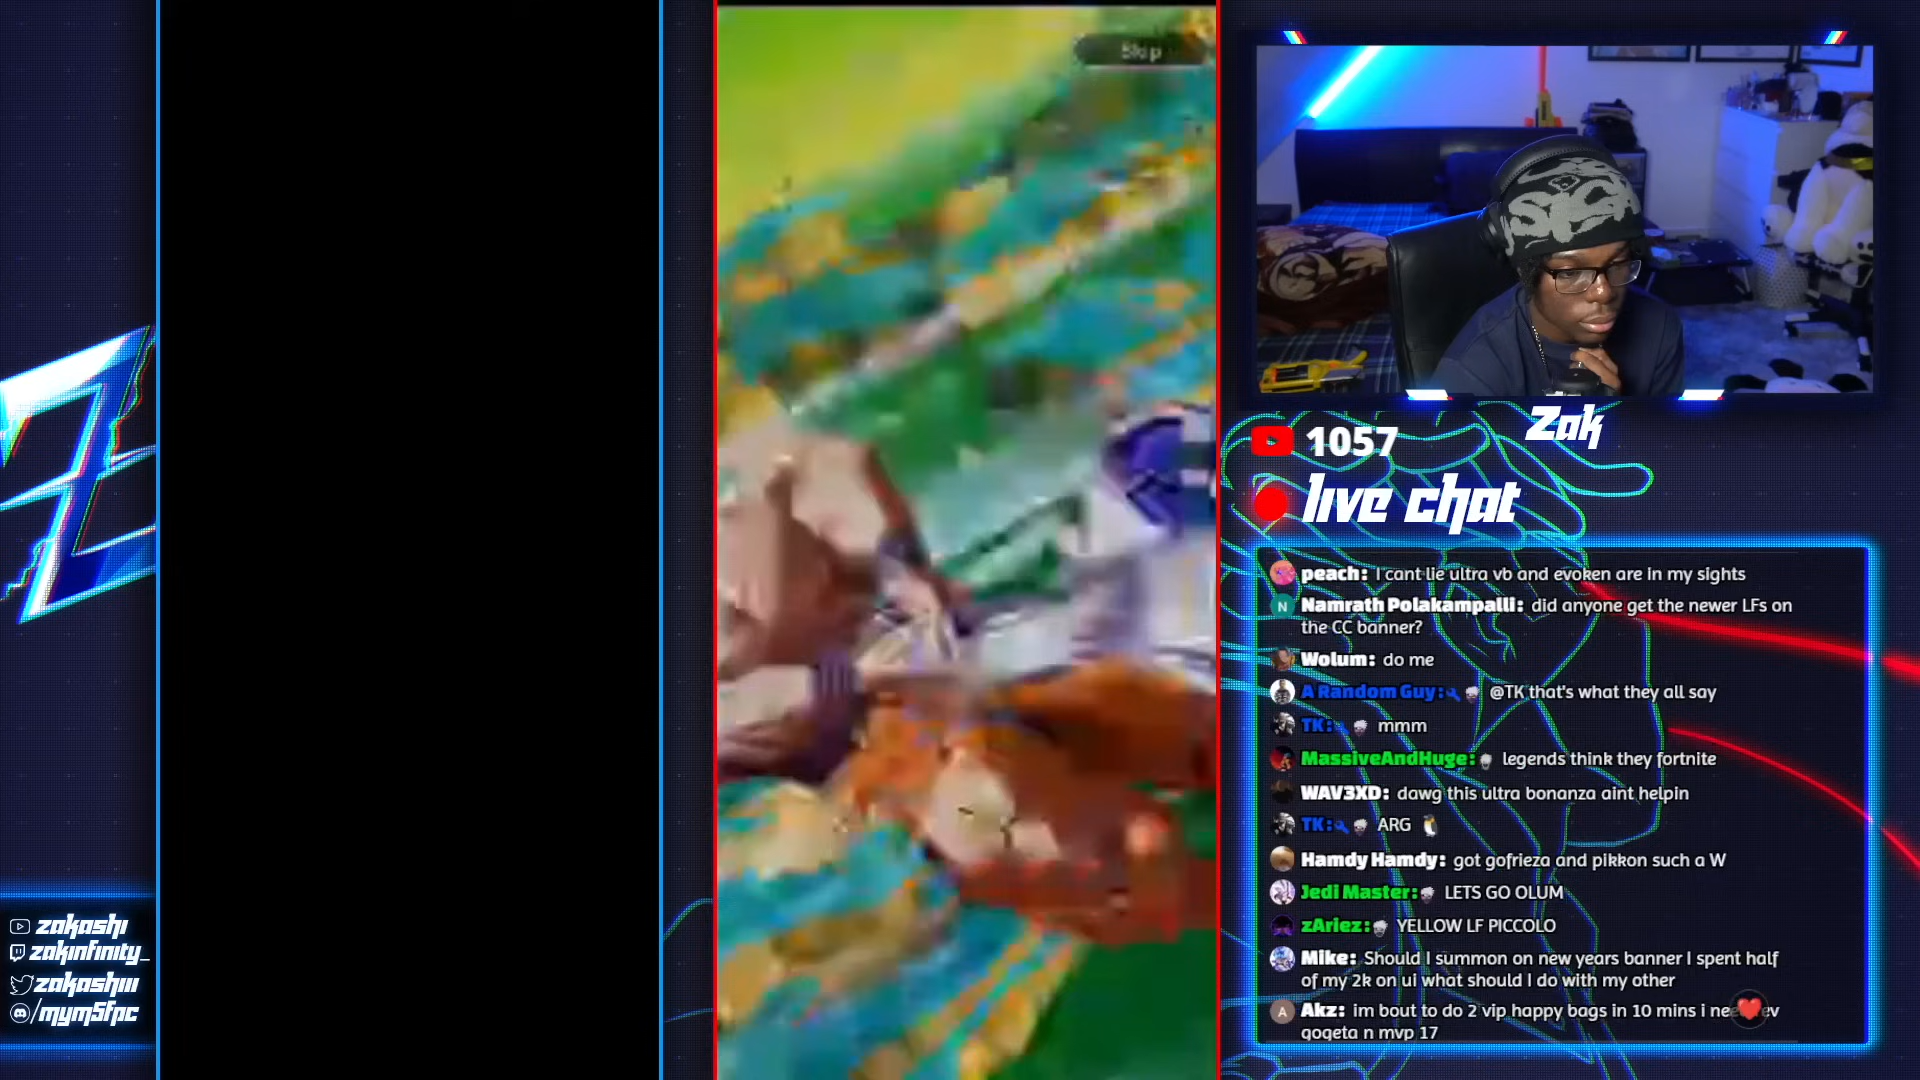 Skip
Zak
1057
live chat
peach: I cant lie ultra vb and evoken are in my sights
Namrath Polakampalli: did anyone get the newer LFs on
the CC banner?
Wolum: do me
A Random Guy: @TK that's what they all say
TK: mmm
MassiveAndHuge: legends think they fortnite
WAV3XD: dawg this ultra bonanza aint helpin
TK: ARG
Hamdy Hamdy: got gofrieza and pikkon such a W
Jedi Master: LETS GO OLUM
zAriez: YELLOW LF PICCOLO
Mike: Should I summon on new years banner I spent half
of my 2k on ui what should I do with my other
Akz: im bout to do 2 vip happy bags in 10 mins i
gogeta n mvp 17
zakashi
zakinfinity_
zakashiii
/mym5fpc
N
A